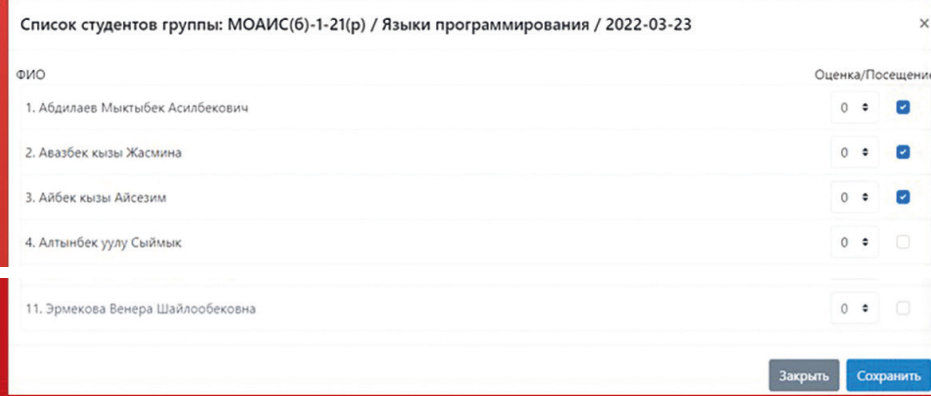 Список студентов группы: МОАИС(б)-1-21(р) / Языки программирования / 2022-03-23 ×
ФИО Оценка/Посещение
1. Абдилаев Мыктыбек Асилбекович 0
2. Авазбек кызы Жасмина 0
3. Айбек кызы Айсезим 0
4. Алтынбек уулу Сыймык 0
11. Эрмекова Венера Шайлообековна 0
Закрыть Сохранить